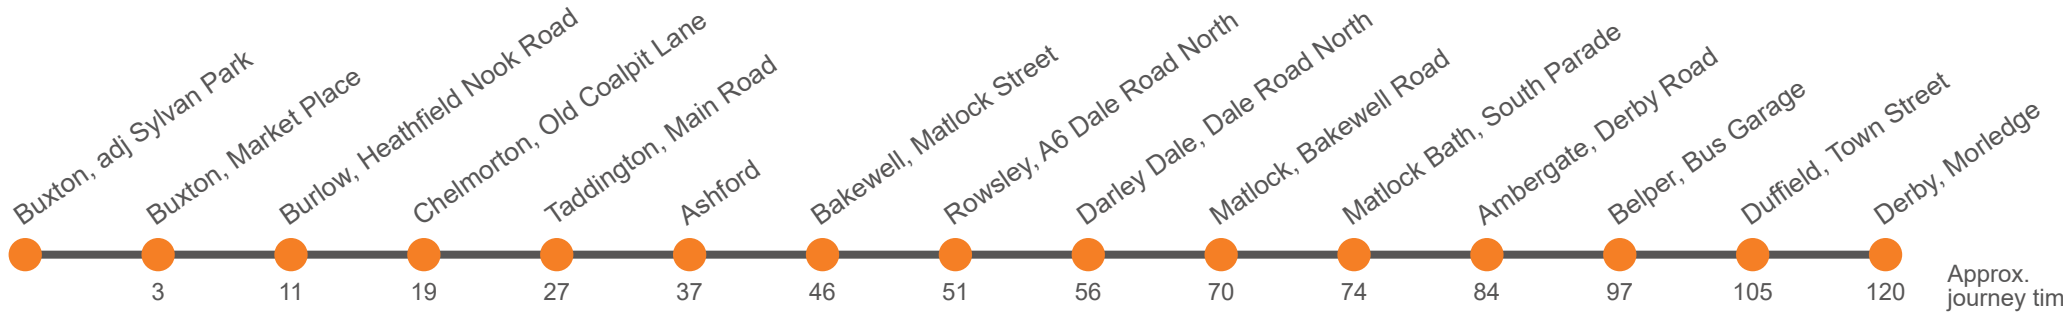 Buxton, adj Sylvan Park
Buxton, Market Place
Burlow, Heathfield Nook Road
Chelmorton, Old Coalpit Lane
Taddington, Main Road
Ashford
Bakewell, Matlock Street
Rowsley, A6 Dale Road North
Darley Dale, Dale Road North
Matlock, Bakewell Road
Matlock Bath, South Parade
Ambergate, Derby Road
Belper, Bus Garage
Duffield, Town Street
Derby, Morledge
3 11 19 27 37 46 51 56 70 74 84 97 105 120
Approx.
journey tim